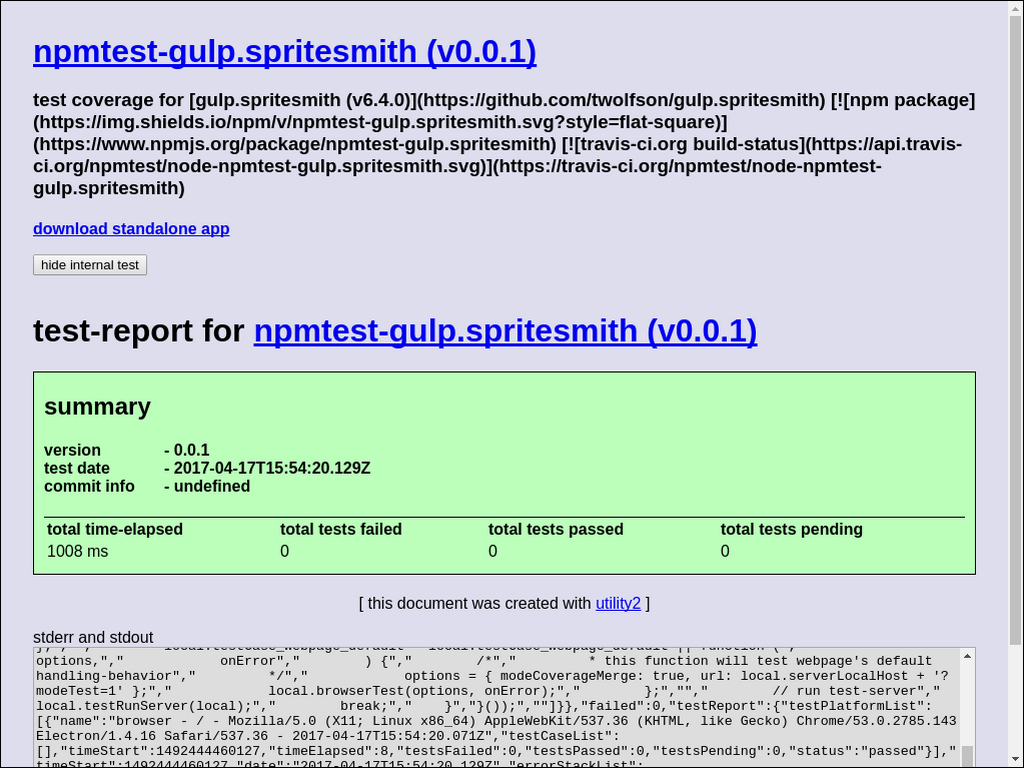 npmtest-gulp.spritesmith (v0.0.1)
test coverage for [gulp.spritesmith (v6.4.0)](https://github.com/twolfson/gulp.spritesmith) [![npm package]
(https://img.shields.io/npm/v/npmtest-gulp.spritesmith.svg?style=flat-square)]
(https://www.npmjs.org/package/npmtest-gulp.spritesmith) [![travis-ci.org build-status](https://api.travis-
ci.org/npmtest/node-npmtest-gulp.spritesmith.svg)](https://travis-ci.org/npmtest/node-npmtest-
gulp.spritesmith)
download standalone app
hide internal test
test-report for npmtest-gulp.spritesmith (v0.0.1)
summary
version - 0.0.1
test date - 2017-04-17T15:54:20.129Z
commit info - undefined
total time-elapsed total tests failed total tests passed total tests pending
1008 ms 0 0 0
[ this document was created with utility2 ]
stderr and stdout
options,"," onError"," ) {"," /*"," * this function will test webpage's default
handling-behavior"," */"," options = { modeCoverageMerge: true, url: local.serverLocalHost + '?
modeTest=1' };"," local.browserTest(options, onError);"," };",""," // run test-server","
local.testRunServer(local);"," break;"," }","}());",""]}},"failed":0,"testReport":{"testPlatformList":
[{"name":"browser - / - Mozilla/5.0 (X11; Linux x86_64) AppleWebKit/537.36 (KHTML, like Gecko) Chrome/53.0.2785.143
Electron/1.4.16 Safari/537.36 - 2017-04-17T15:54:20.071Z","testCaseList":
[],"timeStart":1492444460127,"timeElapsed":8,"testsFailed":0,"testsPassed":0,"testsPending":0,"status":"passed"}],"
timeStart":1492444460127,"date":"2017-04-17T15:54:20.129Z","errorStackList":